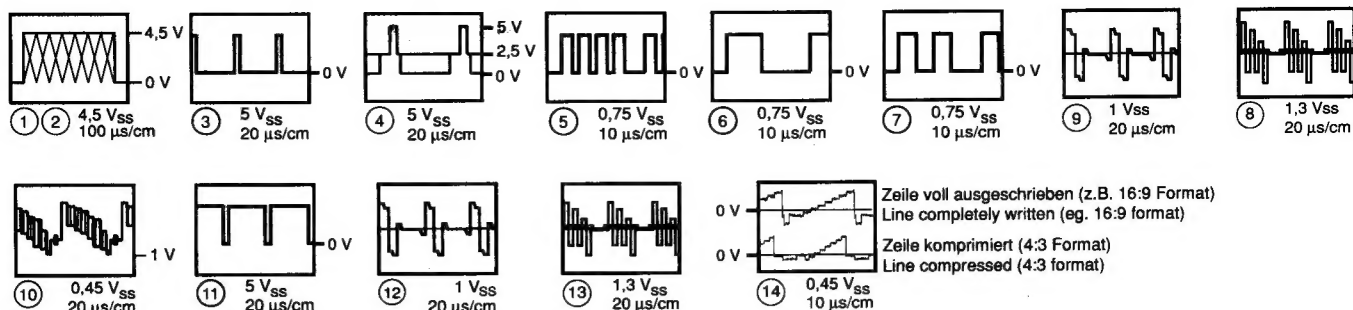 4,5 V
0 V
① ② 4,5 VSS
100 µs/cm
0 V
③ 5 VSS
20 µs/cm
5 V
2,5 V
0 V
④ 5 VSS
20 µs/cm
0 V
⑤ 0,75 VSS
10 µs/cm
0 V
⑥ 0,75 VSS
10 µs/cm
0 V
⑦ 0,75 VSS
10 µs/cm
⑨ 1 VSS
20 µs/cm
⑧ 1,3 Vss
20 µs/cm
1 V
⑩ 0,45 VSS
20 µs/cm
0 V
⑪ 5 VSS
20 µs/cm
⑫ 1 VSS
20 µs/cm
⑬ 1,3 VSS
20 µs/cm
0 V
Zeile voll ausgeschrieben (z.B. 16:9 Format)
Line completely written (eg. 16:9 format)
0 V
Zeile komprimiert (4:3 Format)
Line compressed (4:3 format)
⑭ 0,45 VSS
10 µs/cm